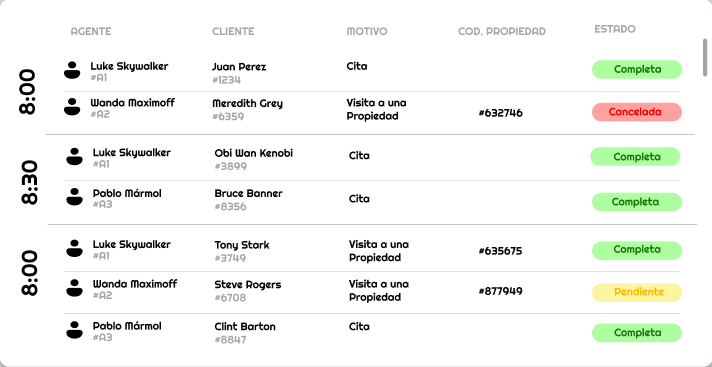 AGENTE CLIENTE MOTIVO COD. PROPIEDAD ESTADO
8:00
Luke Skywalker Juan Perez Cita Completa
#A1 #1234
Wanda Maximoff Meredith Grey Visita a una Propiedad #632746 Cancelada
#A2 #6359
8:30
Luke Skywalker Obi Wan Kenobi Cita Completa
#A1 #3899
Pablo Mármol Bruce Banner Cita Completa
#A3 #8356
8:00
Luke Skywalker Tony Stark Visita a una Propiedad #635675 Completa
#A1 #3749
Wanda Maximoff Steve Rogers Visita a una Propiedad #877949 Pendiente
#A2 #6708
Pablo Mármol Clint Barton Cita Completa
#A3 #8847